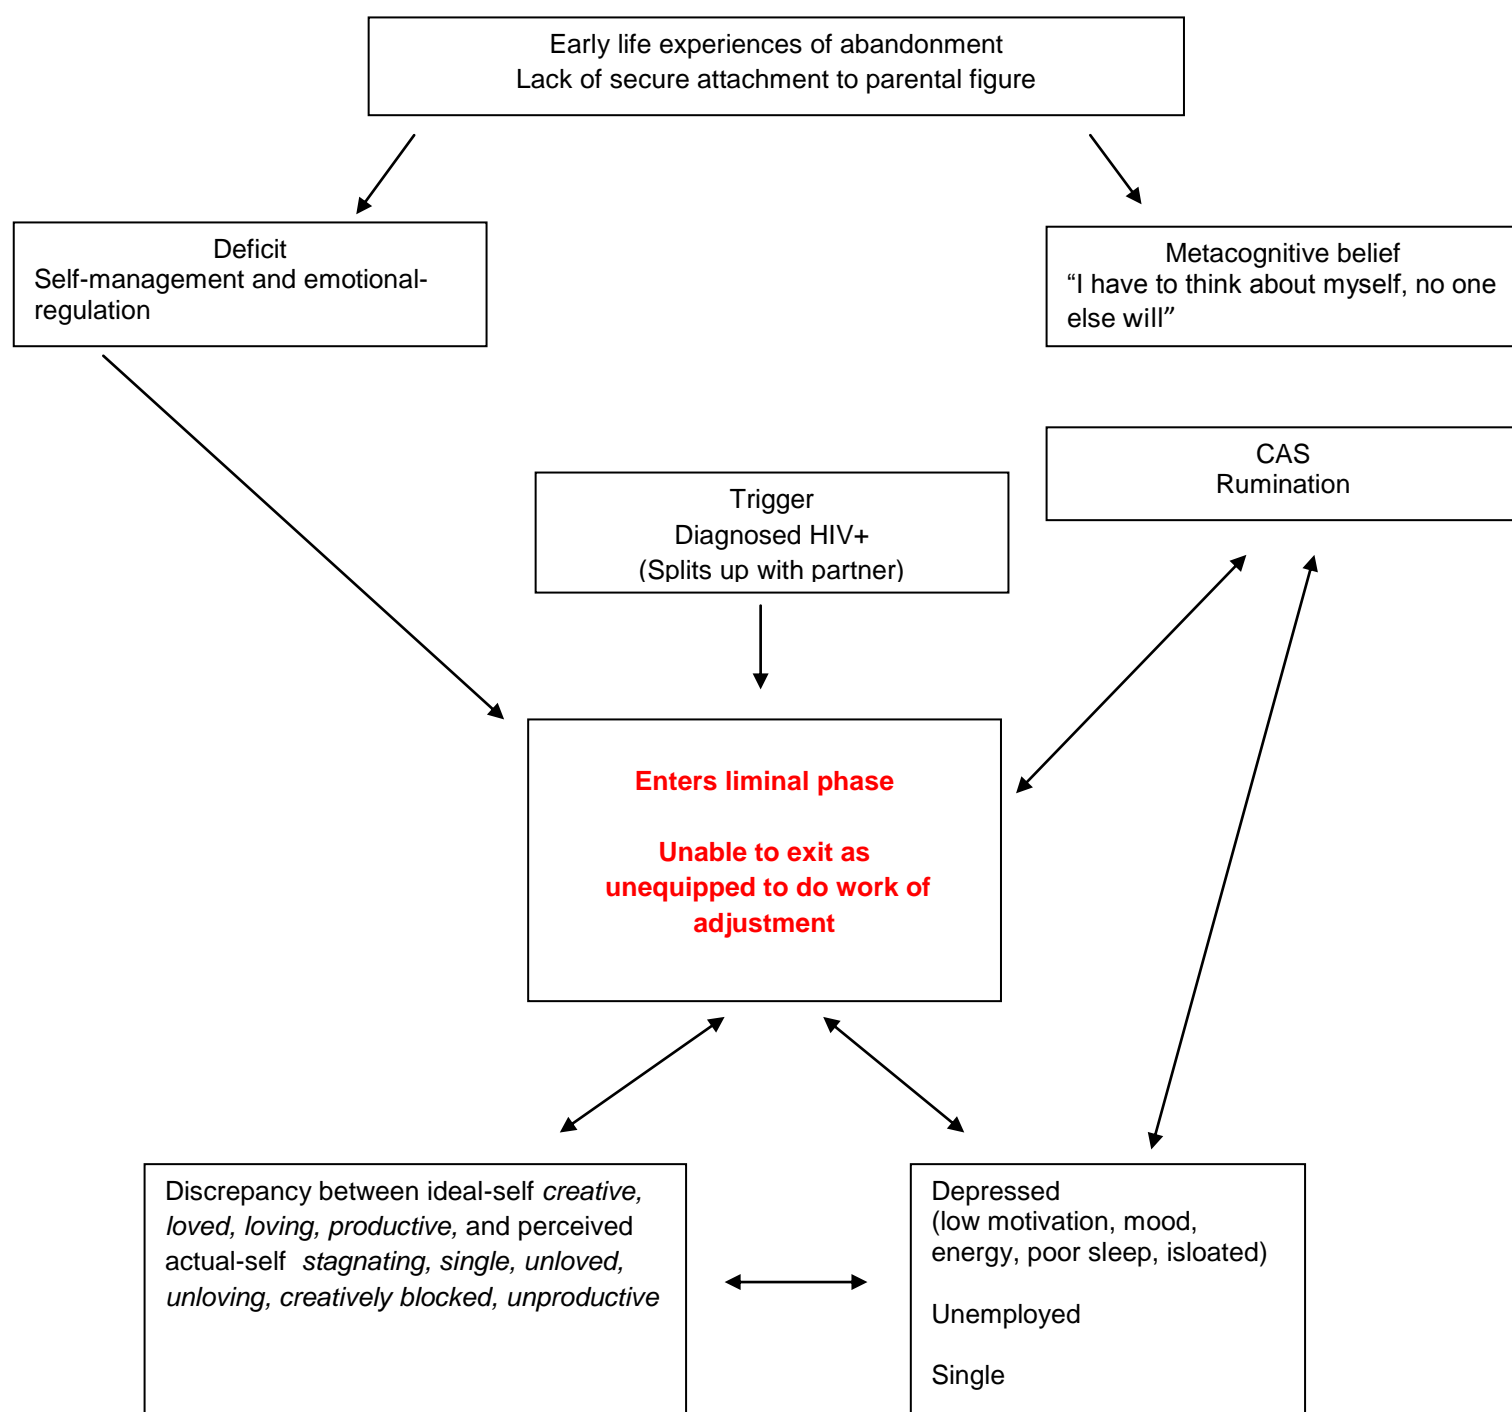 Early life experiences of abandonment
Lack of secure attachment to parental figure
Deficit
Self-management and emotional-
regulation
Metacognitive belief
“I have to think about myself, no one
else will”
CAS
Rumination
Trigger
Diagnosed HIV+
(Splits up with partner)
Enters liminal phase
Unable to exit as
unequipped to do work of
adjustment
Discrepancy between ideal-self creative,
loved, loving, productive, and perceived
actual-self stagnating, single, unloved,
unloving, creatively blocked, unproductive
Depressed
(low motivation, mood,
energy, poor sleep, isloated)
Unemployed
Single